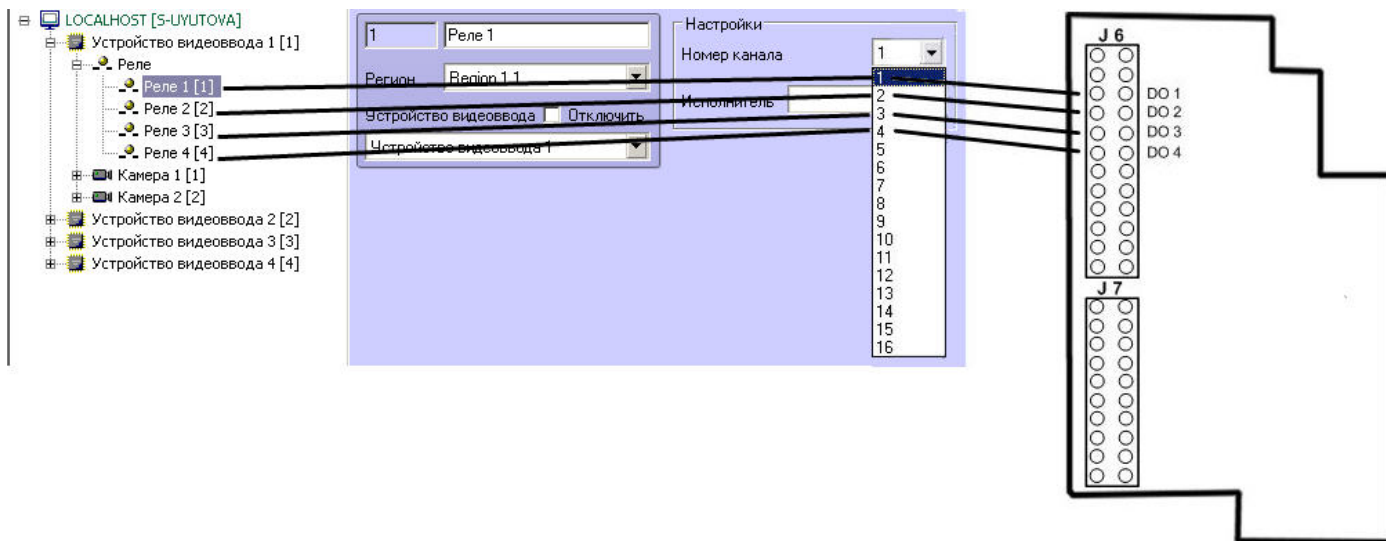 LOCALHOST [S-UYUTOVA]
Устройство видеоввода 1 [1]
Реле
Реле 1 [1]
Реле 2 [2]
Реле 3 [3]
Реле 4 [4]
Камера 1 [1]
Камера 2 [2]
Устройство видеоввода 2 [2]
Устройство видеоввода 3 [3]
Устройство видеоввода 4 [4]
1
Реле 1
Регион
Region 1.1
Устройство видеоввода
Отключить
Устройство видеоввода 1
Настройки
Номер канала
1
Исполнитель
1
2
3
4
5
6
7
8
9
10
11
12
13
14
15
16
J 6
DO 1
DO 2
DO 3
DO 4
J 7